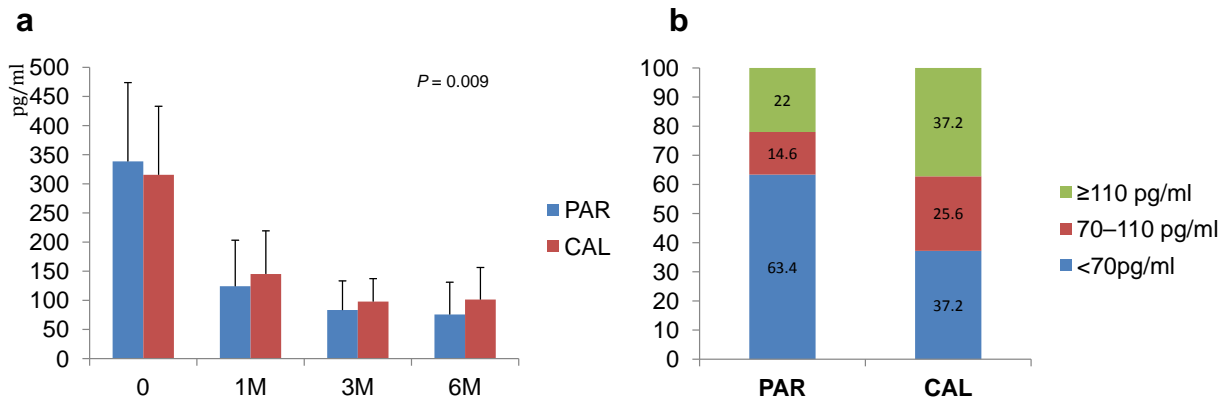 a
pg/ml
500
450
400
350
300
250
200
150
100
50
0
P = 0.009
0 1M 3M 6M
PAR
CAL
b
100
90
80
70
60
50
40
30
20
10
0
22
14.6
63.4
37.2
25.6
37.2
PAR CAL
≥110 pg/ml
70–110 pg/ml
<70pg/ml